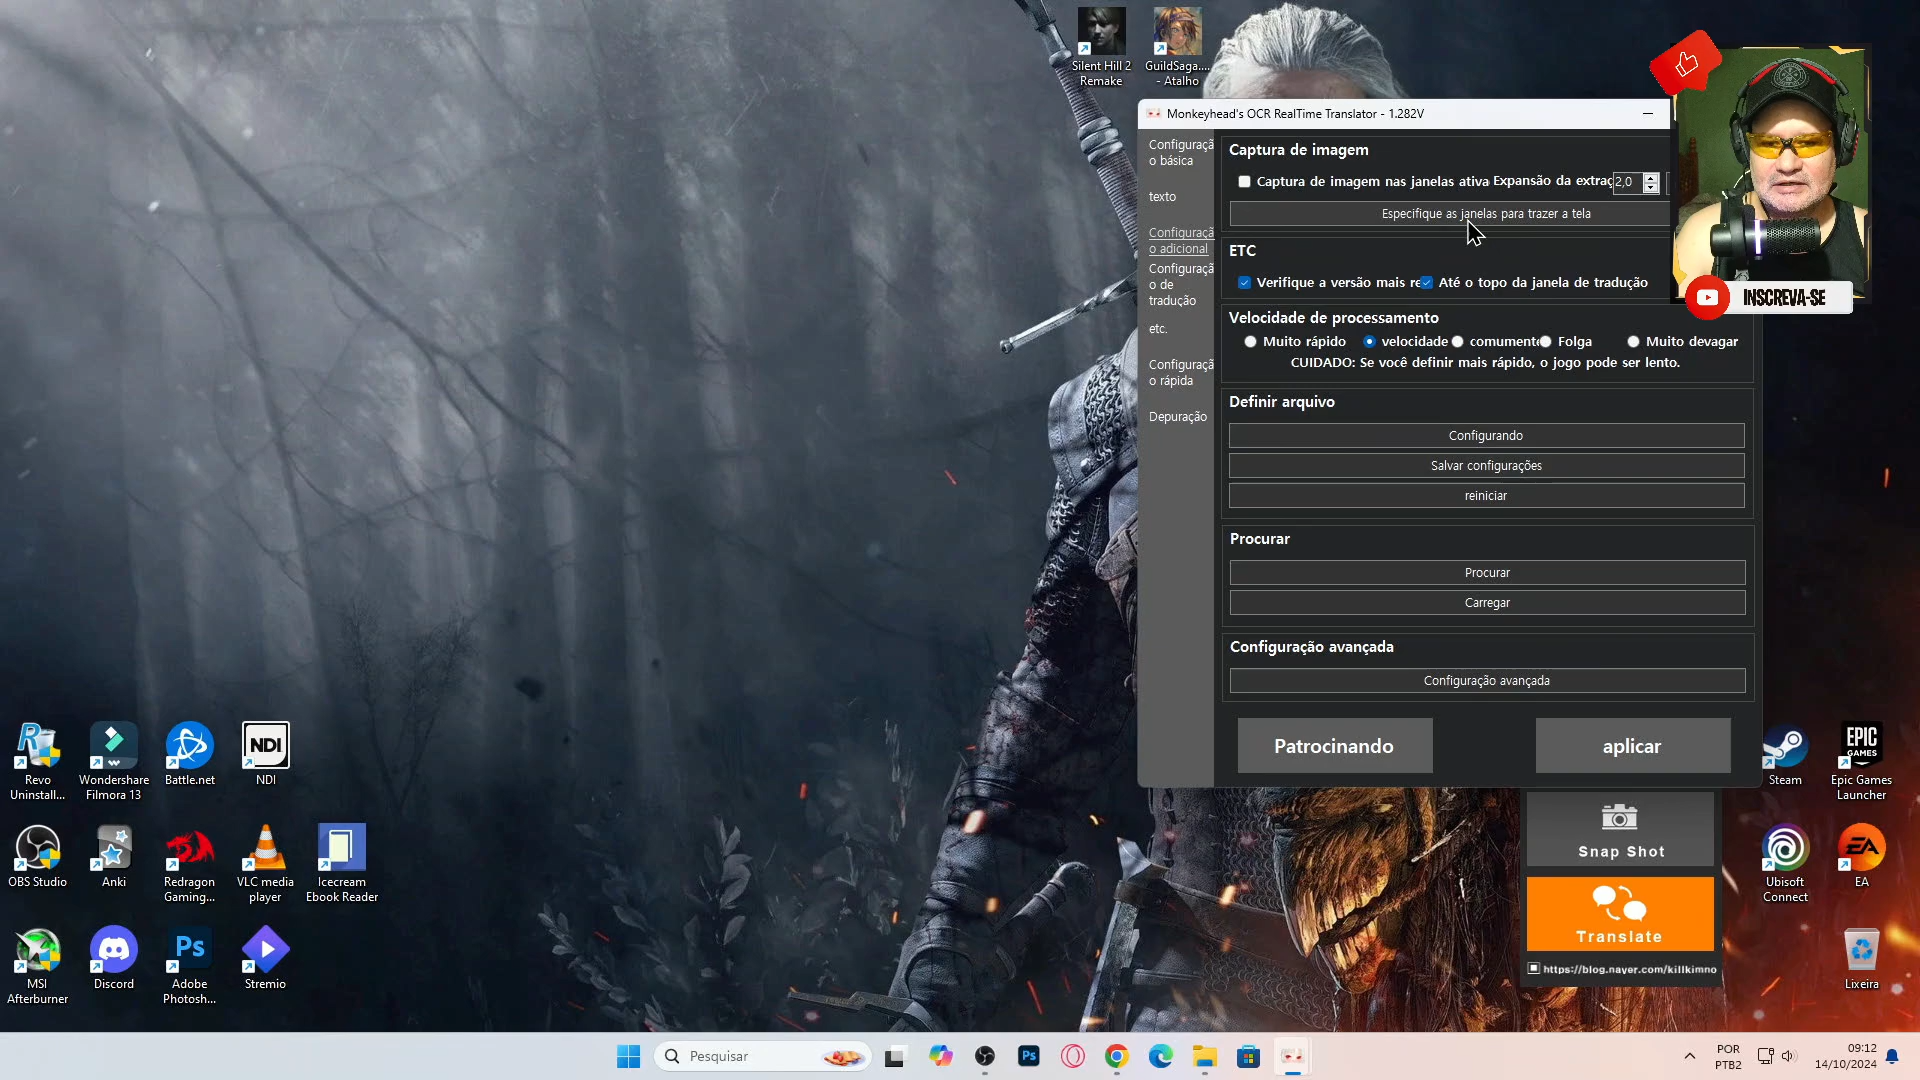 Silent Hill 2
Remake
GuildSaga....
- Atalho
Monkeyhead's OCR RealTime Translator - 1.282V
Configuraçã
o básica
texto
Configuraçã
o adicional
Configuraçã
o de
tradução
etc.
Configuraçã
o rápida
Depuração
Captura de imagem
Captura de imagem nas janelas ativa
Expansão da extraç
2,0
Especifique as janelas para trazer a tela
ETC
Verifique a versão mais re
Até o topo da janela de tradução
Velocidade de processamento
Muito rápido
velocidade
comumente
Folga
Muito devagar
CUIDADO: Se você definir mais rápido, o jogo pode ser lento.
Definir arquivo
Configurando
Salvar configurações
reiniciar
Procurar
Procurar
Carregar
Configuração avançada
Configuração avançada
Patrocinando
aplicar
INSCREVA-SE
Snap Shot
Translate
https://blog.naver.com/killkimno
Revo
Uninstall...
Wondershare
Filmora 13
Battle.net
NDI
NDI
OBS Studio
Anki
Redragon
Gaming...
VLC media
player
Icecream
Ebook Reader
MSI
Afterburner
Discord
Ps
Adobe
Photosh...
Stremio
Steam
EPIC
GAMES
Epic Games
Launcher
Ubisoft
Connect
EA
EA
Lixeira
Pesquisar
Ps
POR
PTB2
09:12
14/10/2024